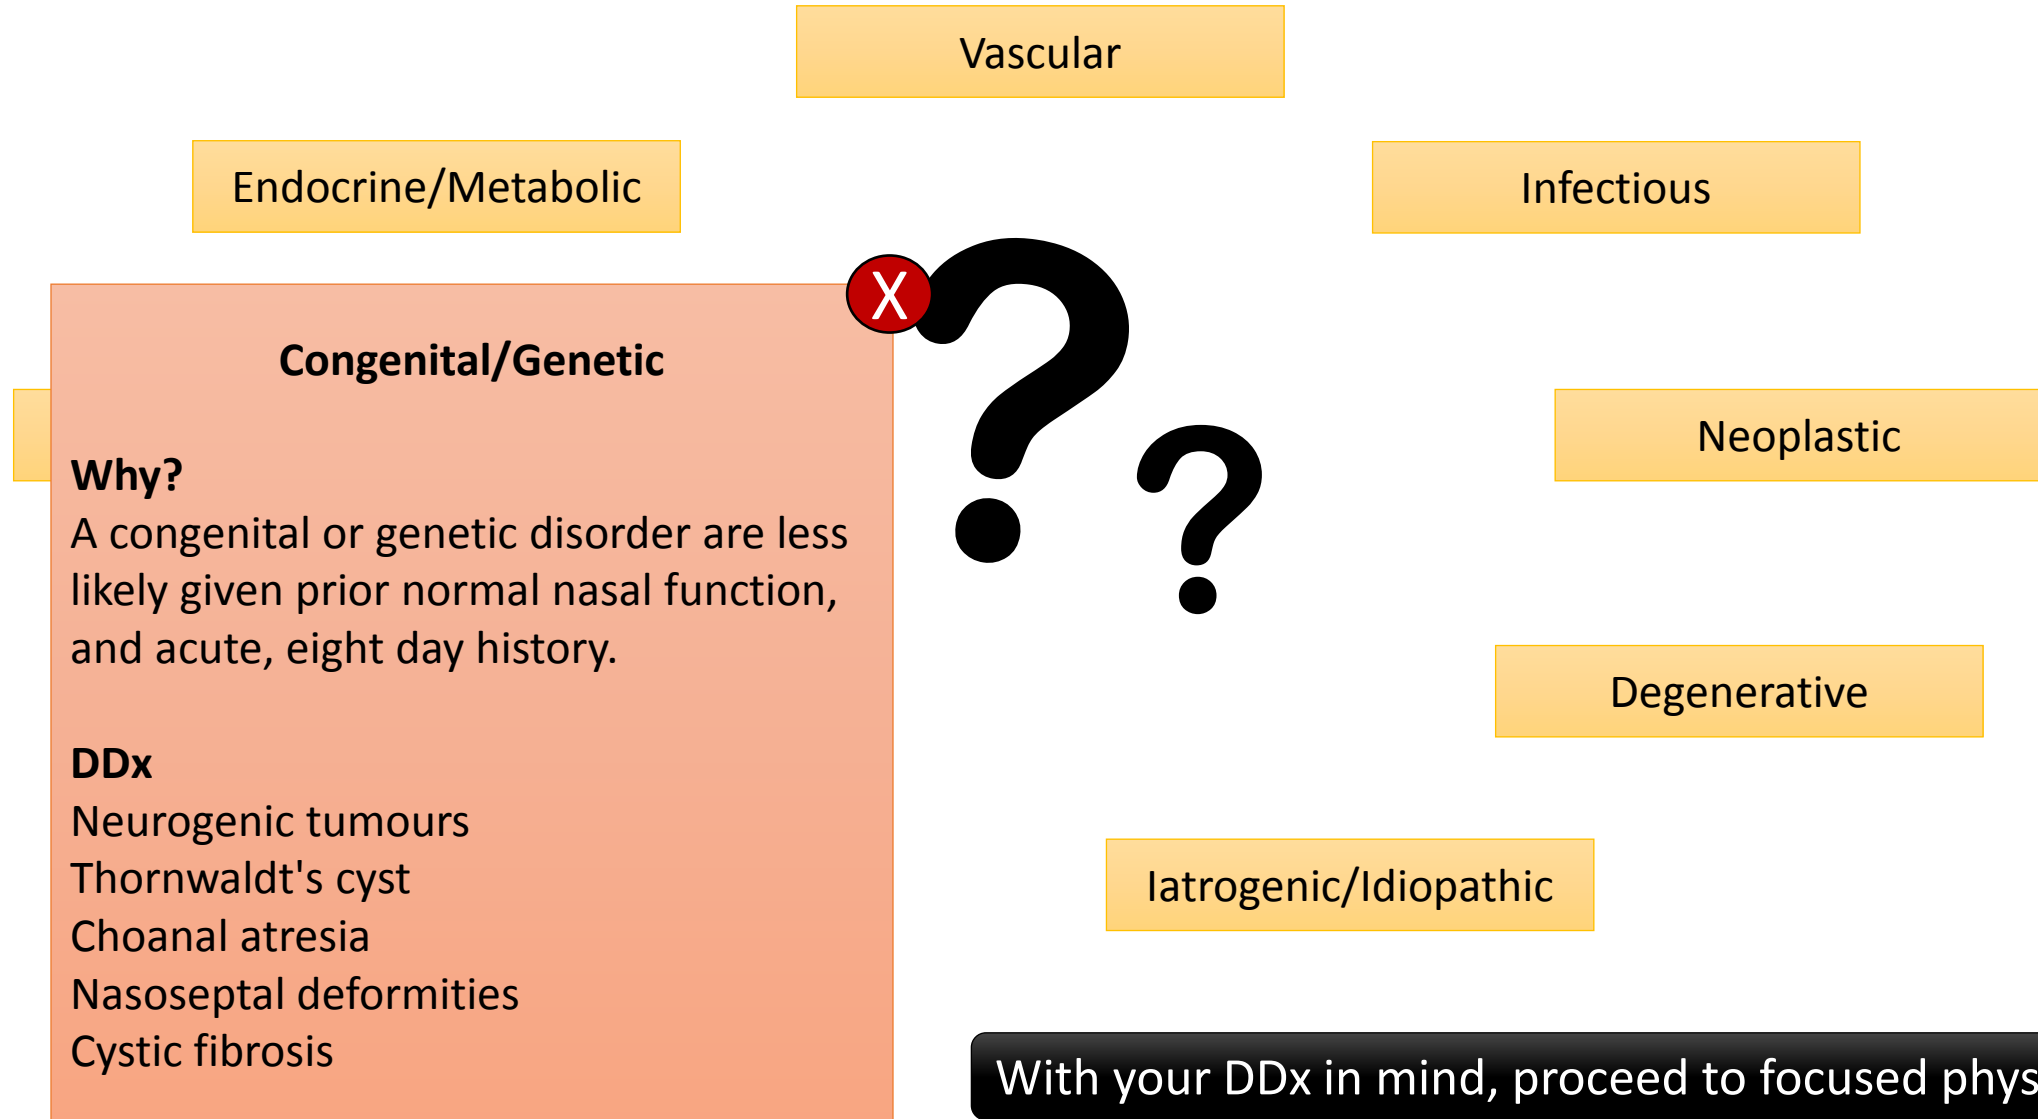 Vascular
Endocrine/Metabolic
Infectious
X
Congenital/Genetic
Why?
A congenital or genetic disorder are less
likely given prior normal nasal function,
and acute, eight day history.
DDx
Neurogenic tumours
Thornwaldt's cyst
Choanal atresia
Nasoseptal deformities
Cystic fibrosis
Neoplastic
Degenerative
Iatrogenic/Idiopathic
With your DDx in mind, proceed to focused phys